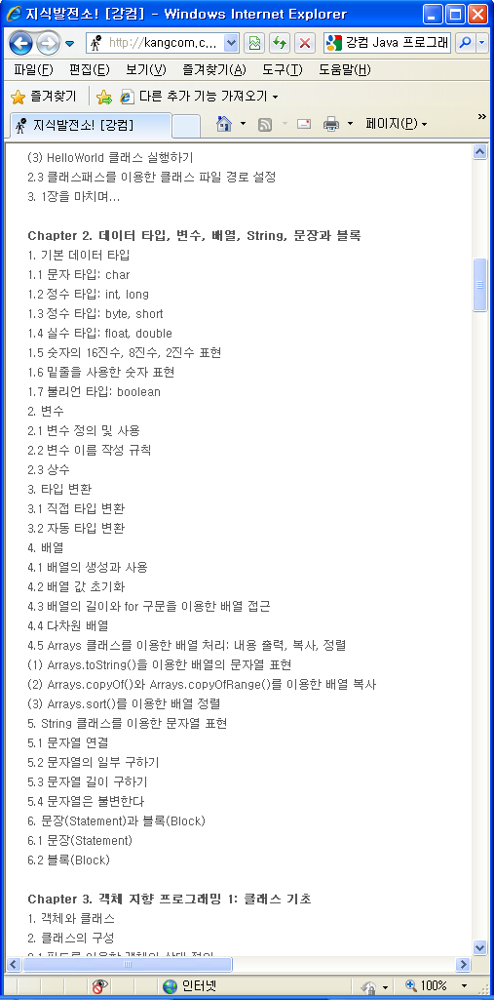 지식발전소! [강컴] - Windows Internet Explorer
http://kangcom.c...
강컴 Java 프로그래
파일(F) 편집(E) 보기(V) 즐겨찾기(A) 도구(T) 도움말(H)
즐겨찾기 다른 추가 기능 가져오기
지식발전소! [강컴]
페이지(P)
»
(3) HelloWorld 클래스 실행하기
2.3 클래스패스를 이용한 클래스 파일 경로 설정
3. 1장을 마치며...
Chapter 2. 데이터 타입, 변수, 배열, String, 문장과 블록
1. 기본 데이터 타입
1.1 문자 타입: char
1.2 정수 타입: int, long
1.3 정수 타입: byte, short
1.4 실수 타입: float, double
1.5 숫자의 16진수, 8진수, 2진수 표현
1.6 밑줄을 사용한 숫자 표현
1.7 불리언 타입: boolean
2. 변수
2.1 변수 정의 및 사용
2.2 변수 이름 작성 규칙
2.3 상수
3. 타입 변환
3.1 직접 타입 변환
3.2 자동 타입 변환
4. 배열
4.1 배열의 생성과 사용
4.2 배열 값 초기화
4.3 배열의 길이와 for 구문을 이용한 배열 접근
4.4 다차원 배열
4.5 Arrays 클래스를 이용한 배열 처리: 내용 출력, 복사, 정렬
(1) Arrays.toString()을 이용한 배열의 문자열 표현
(2) Arrays.copyOf()와 Arrays.copyOfRange()를 이용한 배열 복사
(3) Arrays.sort()를 이용한 배열 정렬
5. String 클래스를 이용한 문자열 표현
5.1 문자열 연결
5.2 문자열의 일부 구하기
5.3 문자열 길이 구하기
5.4 문자열은 불변한다
6. 문장(Statement)과 블록(Block)
6.1 문장(Statement)
6.2 블록(Block)
Chapter 3. 객체 지향 프로그래밍 1: 클래스 기초
1. 객체와 클래스
2. 클래스의 구성
인터넷
100%